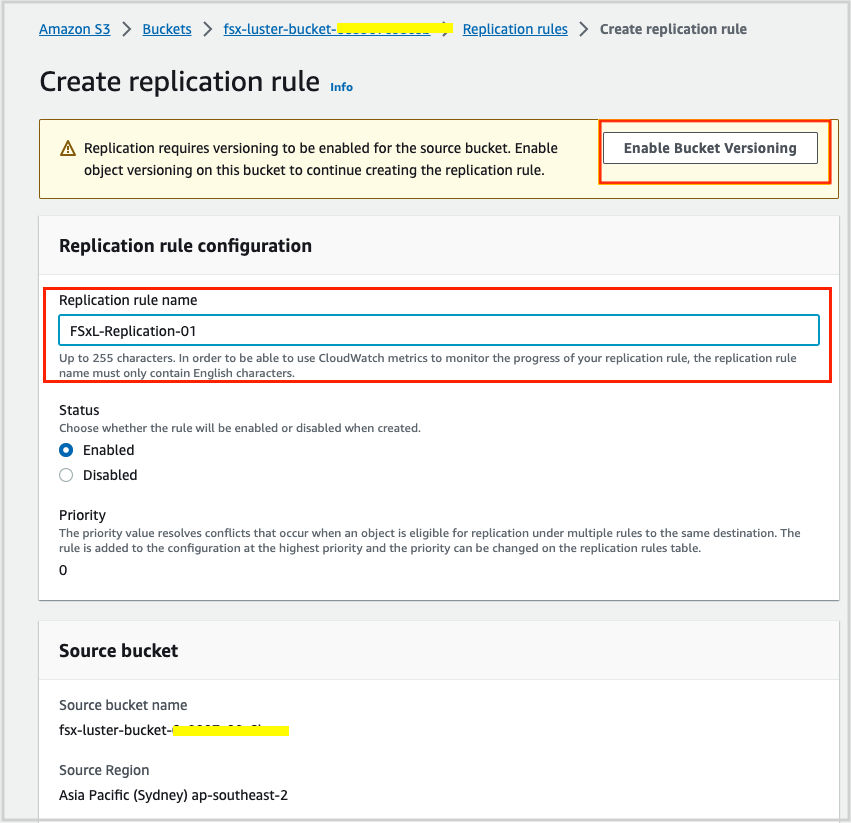 Amazon S3 > Buckets > fsx-luster-bucket- > Replication rules > Create replication rule
Create replication rule Info
Replication requires versioning to be enabled for the source bucket. Enable
object versioning on this bucket to continue creating the replication rule.
Enable Bucket Versioning
Replication rule configuration
Replication rule name
FSxL-Replication-01
Up to 255 characters. In order to be able to use CloudWatch metrics to monitor the progress of your replication rule, the replication rule
name must only contain English characters.
Status
Choose whether the rule will be enabled or disabled when created.
Enabled
Disabled
Priority
The priority value resolves conflicts that occur when an object is eligible for replication under multiple rules to the same destination. The
rule is added to the configuration at the highest priority and the priority can be changed on the replication rules table.
0
Source bucket
Source bucket name
fsx-luster-bucket-
Source Region
Asia Pacific (Sydney) ap-southeast-2